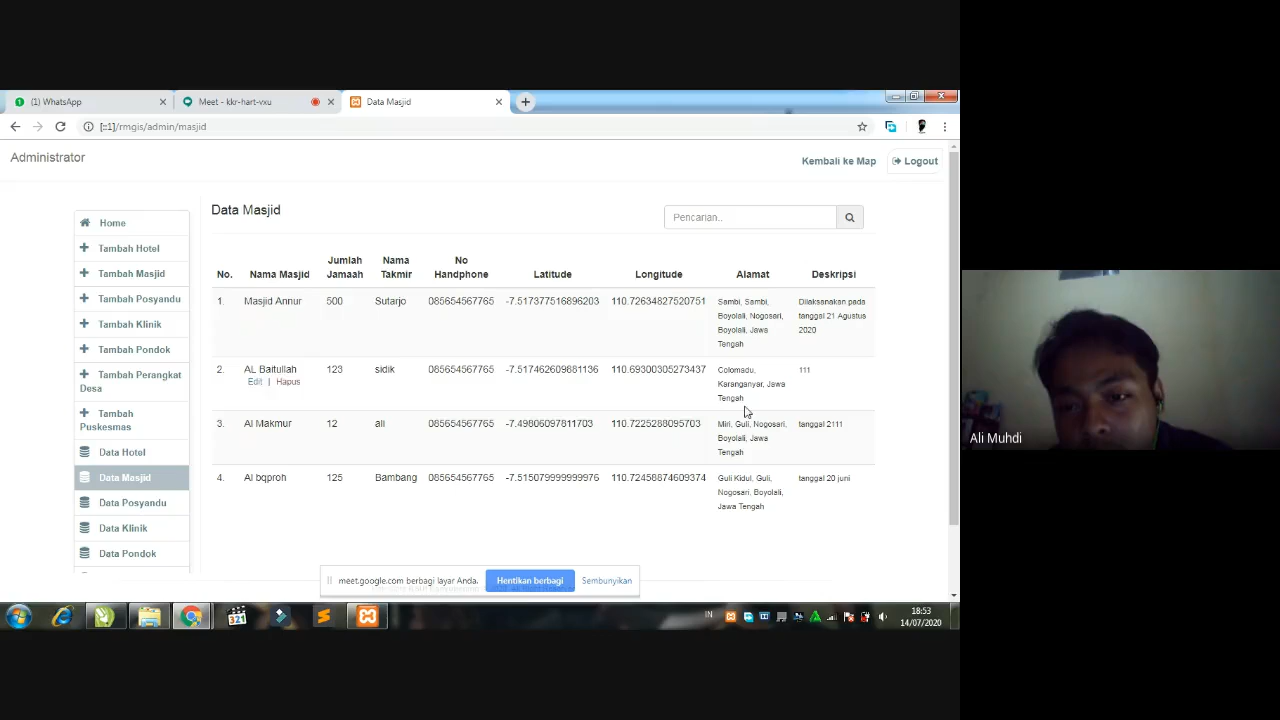 (1) WhatsApp
Meet - kkr-hart-vxu
Data Masjid
[::1]/rmgis/admin/masjid
Administrator
Kembali ke Map
Logout
Home
Tambah Hotel
Tambah Masjid
Tambah Posyandu
Tambah Klinik
Tambah Pondok
Tambah Perangkat
Desa
Tambah
Puskesmas
Data Hotel
Data Masjid
Data Posyandu
Data Klinik
Data Pondok
Data Masjid
Pencarian..
No. Nama Masjid Jumlah Jamaah Nama Takmir No Handphone Latitude Longitude Alamat Deskripsi
1. Masjid Annur 500 Sutarjo 085654567765 -7.517377516896203 110.72634827520751 Sambi, Sambi, Dilaksanakan pada
Boyolali, Nogosari, tanggal 21 Agustus
Boyolali, Jawa 2020
Tengah
2. AL Baitullah 123 sidik 085654567765 -7.517462609881136 110.69300305273437 Colomadu, 111
Edit | Hapus Karanganyar, Jawa
Tengah
3. Al Makmur 12 ali 085654567765 -7.49806097811703 110.7225288095703 Miri, Guli, Nogosari, tanggal 2111
Boyolali, Jawa
Tengah
4. Al bqproh 125 Bambang 085654567765 -7.515079999999976 110.72458874609374 Guli Kidul, Guli, tanggal 20 juni
Nogosari, Boyolali,
Jawa Tengah
meet.google.com berbagi layar Anda. Hentikan berbagi Sembunyikan
321
IN
18:53
14/07/2020
Ali Muhdi